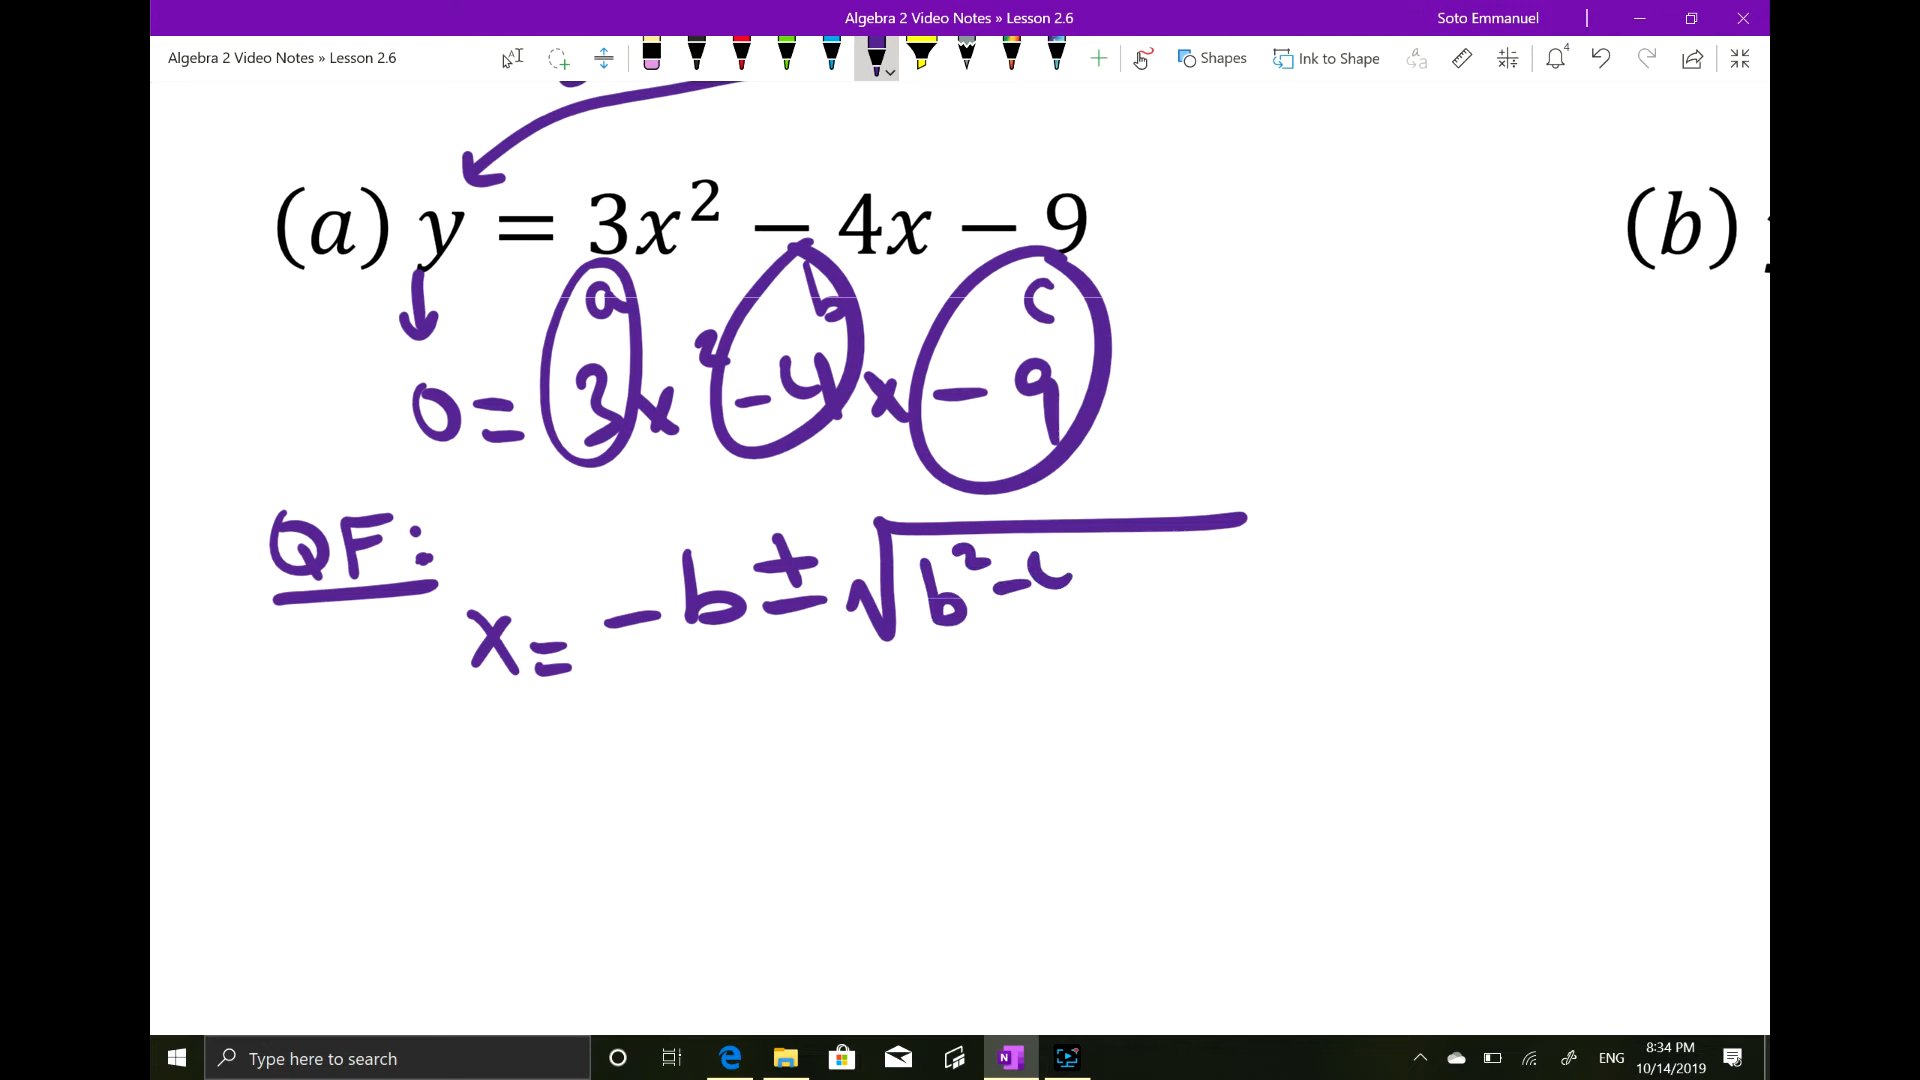 Algebra 2 Video Notes » Lesson 2.6
Soto Emmanuel
Algebra 2 Video Notes » Lesson 2.6
Shapes
Ink to Shape
4
(a) y = 3x² − 4x − 9
(b)
a b c
0 = 3x² - 4x - 9
QF:
x = -b ± √b² -
Type here to search
ENG
8:34 PM
10/14/2019